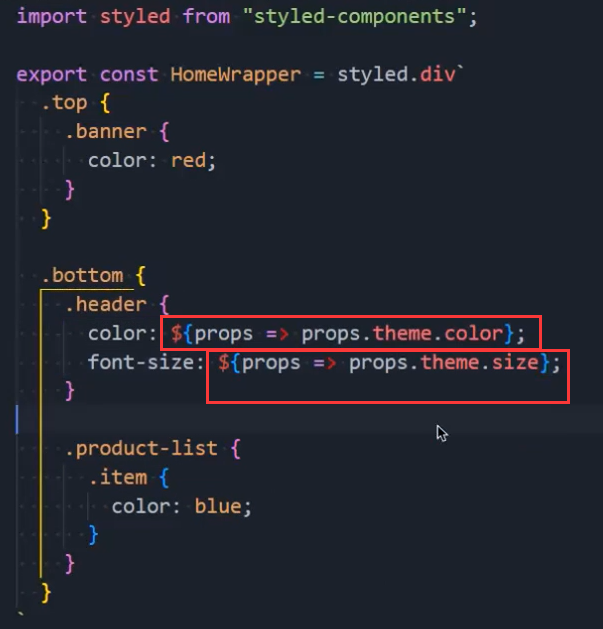 import styled from "styled-components";
export const HomeWrapper = styled.div`
.top {
.banner {
color: red;
}
}
.bottom {
.header {
color: ${props => props.theme.color};
font-size: ${props => props.theme.size};
}
.product-list {
.item {
color: blue;
}
}
}
`